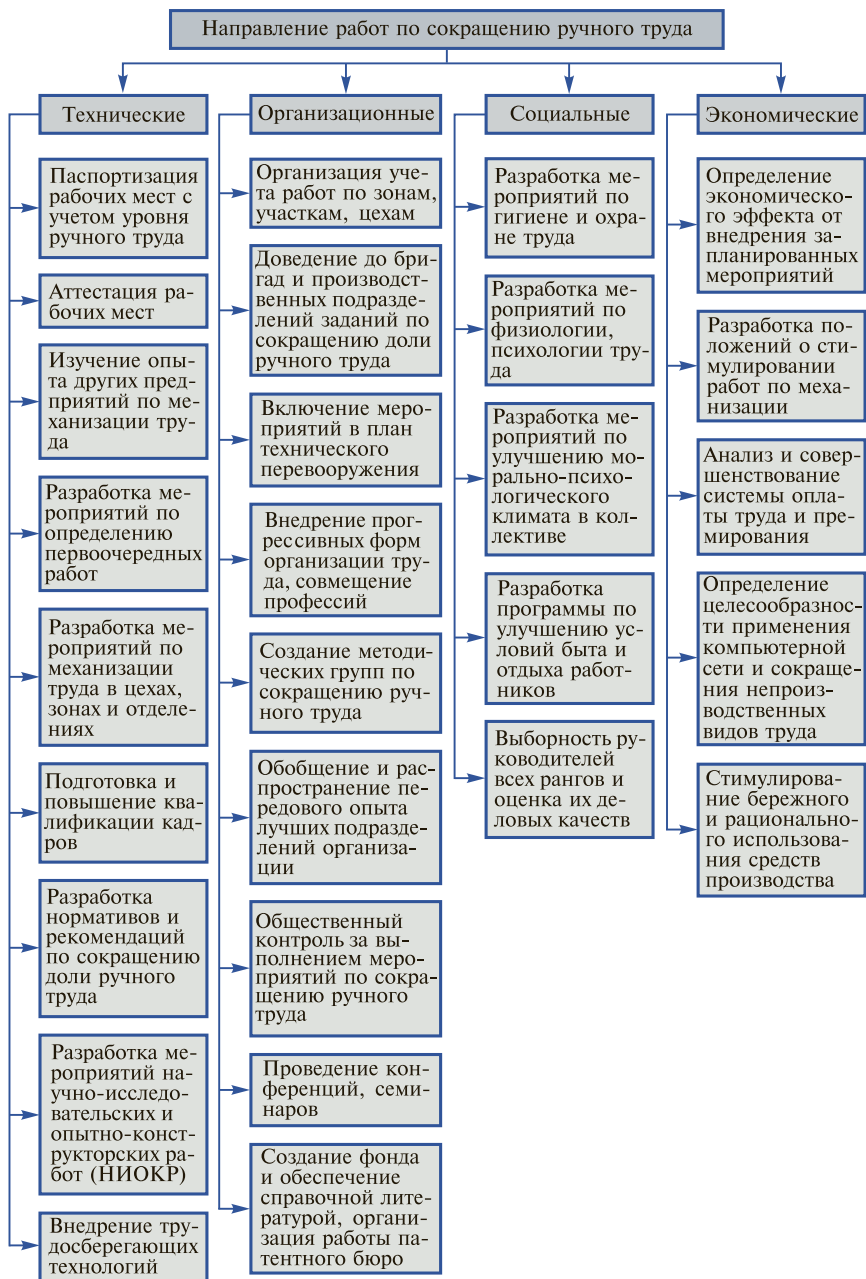 Направление работ по сокращению ручного труда
Технические
Паспортизация
рабочих мест с
учетом уровня
ручного труда
Аттестация ра-
бочих мест
Изучение опы-
та других пред-
приятий по ме-
ханизации тру-
да
Разработка ме-
роприятий по
определению
первоочередных
работ
Разработка ме-
роприятий по
механизации
труда в цехах,
зонах и отделе-
ниях
Подготовка и
повышение ква-
лификации кад-
ров
Разработка
нормативов и
рекомендаций
по сокращению
доли ручного
труда
Разработка ме-
роприятий на-
учно-исследо-
вательских и
опытно-конст-
рукторских ра-
бот (НИОКР)
Внедрение тру-
досберегающих
технологий
Организационные
Организация уче-
та работ по зонам,
участкам, цехам
Доведение до бри-
гад и производст-
венных подразде-
лений заданий по
сокращению доли
ручного труда
Включение меро-
приятий в план
технического
перевооружения
Внедрение прог-
рессивных форм
организации тру-
да, совмещение
профессий
Создание методи-
ческих групп по
сокращению руч-
ного труда
Обобщение и рас-
пространение пе-
редового опыта
лучших подразде-
лений организа-
ции
Общественный
контроль за вы-
полнением меро-
приятий по сокра-
щению ручного
труда
Проведение кон-
ференций, семи-
наров
Создание фонда
и обеспечение
справочной лите-
ратурой, органи-
зация работы па-
тентного бюро
Социальные
Разработка ме-
роприятий по
гигиене и охра-
не труда
Разработка ме-
роприятий по
физиологии,
психологии тру-
да
Разработка ме-
роприятий по
улучшению мо-
рально-психо-
логического
климата в кол-
лективе
Разработка
программы по
улучшению ус-
ловий быта и
отдыха работ-
ников
Выборность ру-
ководителей
всех рангов и
оценка их де-
ловых качеств
Экономические
Определение
экономическо-
го эффекта от
внедрения за-
планированных
мероприятий
Разработка по-
ложений о сти-
мулировании
работ по меха-
низации
Анализ и совер-
шенствование
системы опла-
ты труда и пре-
мирования
Определение
целесообразнос-
ти применения
компьютерной
сети и сокраще-
ния непроиз-
водственных
видов труда
Стимулирова-
ние бережного
и рационально-
го использова-
ния средств
производства